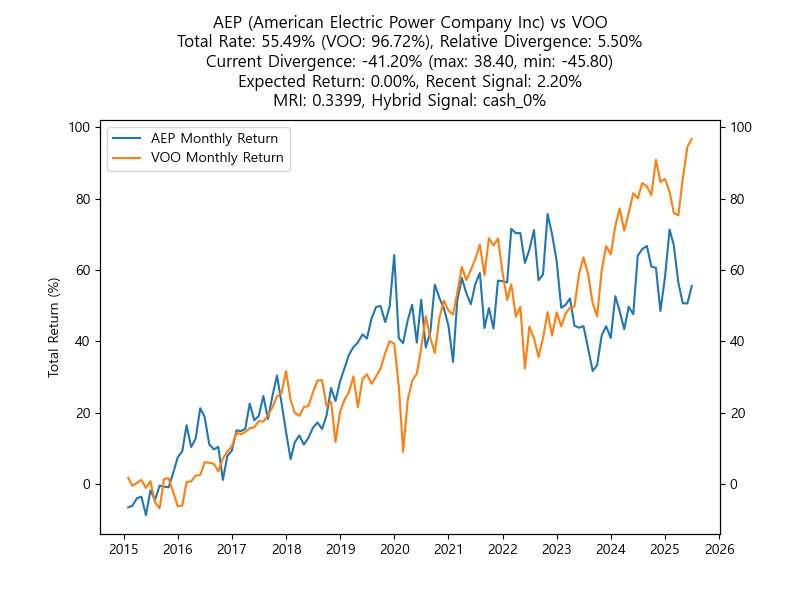 AEP (American Electric Power Company Inc) vs VOO
Total Rate: 55.49% (VOO: 96.72%), Relative Divergence: 5.50%
Current Divergence: -41.20% (max: 38.40, min: -45.80)
Expected Return: 0.00%, Recent Signal: 2.20%
MRI: 0.3399, Hybrid Signal: cash_0%
AEP Monthly Return
VOO Monthly Return
Total Return (%)
100
80
60
40
20
0
100
80
60
40
20
0
2015 2016 2017 2018 2019 2020 2021 2022 2023 2024 2025 2026